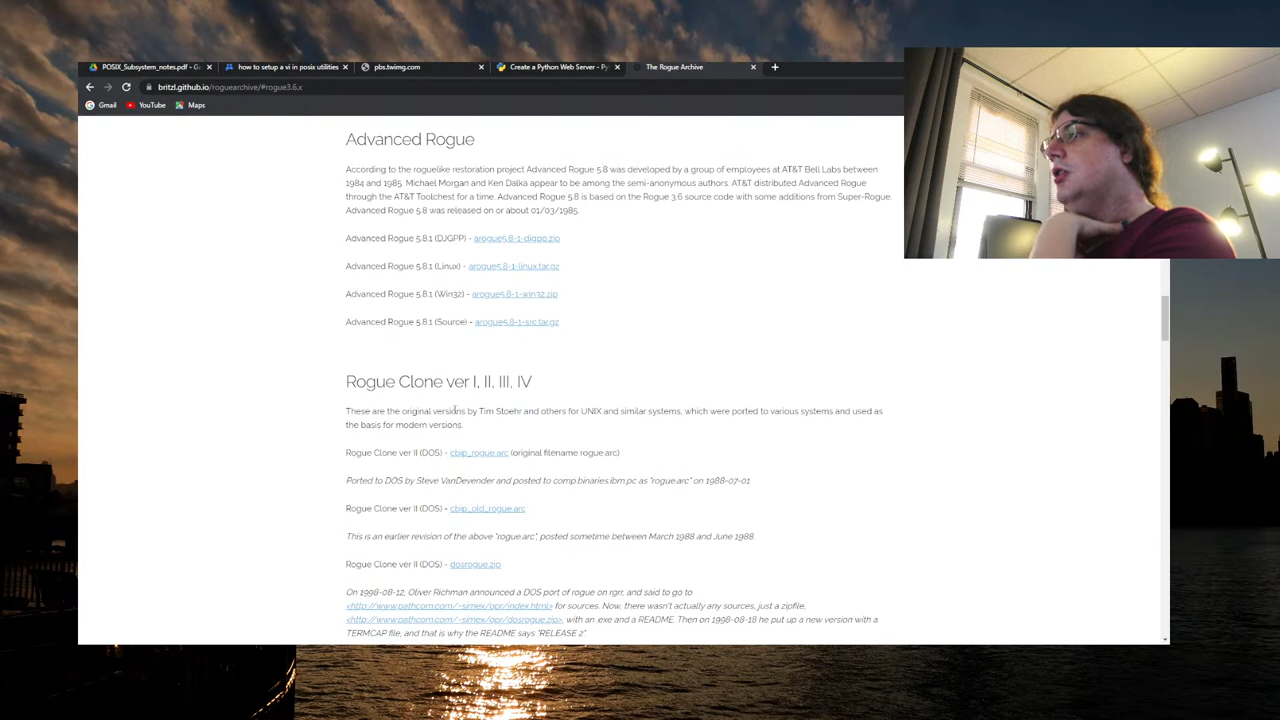 POSIX_Subsystem_notes.pdf - Go
how to setup a vi in posix utilities
pbs.twimg.com
Create a Python Web Server - Py
The Rogue Archive
britzl.github.io/roguearchive/#rogue3.6.x
Gmail
YouTube
Maps
Advanced Rogue
According to the roguelike restoration project Advanced Rogue 5.8 was developed by a group of employees at AT&T Bell Labs between
1984 and 1985. Michael Morgan and Ken Dalka appear to be among the semi-anonymous authors. AT&T distributed Advanced Rogue
through the AT&T Toolchest for a time. Advanced Rogue 5.8 is based on the Rogue 3.6 source code with some additions from Super-Rogue.
Advanced Rogue 5.8 was released on or about 01/03/1985.
Advanced Rogue 5.8.1 (DJGPP) - arogue5.8-1-djgpp.zip
Advanced Rogue 5.8.1 (Linux) - arogue5.8-1-linux.tar.gz
Advanced Rogue 5.8.1 (Win32) - arogue5.8-1-win32.zip
Advanced Rogue 5.8.1 (Source) - arogue5.8-1-src.tar.gz
Rogue Clone ver I, II, III, IV
These are the original versions by Tim Stoehr and others for UNIX and similar systems, which were ported to various systems and used as
the basis for modern versions.
Rogue Clone ver II (DOS) - cbip_rogue.arc (original filename rogue.arc)
Ported to DOS by Steve VanDevender and posted to comp.binaries.ibm.pc as "rogue.arc" on 1988-07-01
Rogue Clone ver II (DOS) - cbip_old_rogue.arc
This is an earlier revision of the above "rogue.arc", posted sometime between March 1988 and June 1988.
Rogue Clone ver II (DOS) - dosrogue.zip
On 1998-08-12, Oliver Richman announced a DOS port of rogue on rgrr, and said to go to
<http://www.pathcom.com/~simex/opr/index.html> for sources. Now, there wasn't actually any sources, just a zipfile,
<http://www.pathcom.com/~simex/opr/dosrogue.zip>, with an .exe and a README. Then on 1998-08-18 he put up a new version with a
TERMCAP file, and that is why the README says "RELEASE 2"